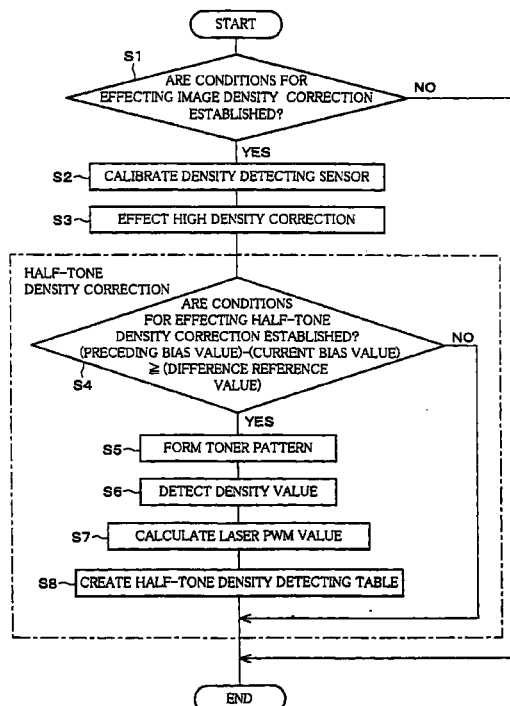 START
S1
ARE CONDITIONS FOR
EFFECTING IMAGE DENSITY CORRECTION
ESTABLISHED?
NO
YES
S2
CALIBRATE DENSITY DETECTING SENSOR
S3
EFFECT HIGH DENSITY CORRECTION
HALF-TONE
DENSITY CORRECTION
ARE CONDITIONS
FOR EFFECTING HALF-TONE
DENSITY CORRECTION ESTABLISHED?
(PRECEDING BIAS VALUE)-(CURRENT BIAS VALUE)
≧(DIFFERENCE REFERENCE
VALUE)
NO
S4
YES
S5
FORM TONER PATTERN
S6
DETECT DENSITY VALUE
S7
CALCULATE LASER PWM VALUE
S8
CREATE HALF-TONE DENSITY DETECTING TABLE
END